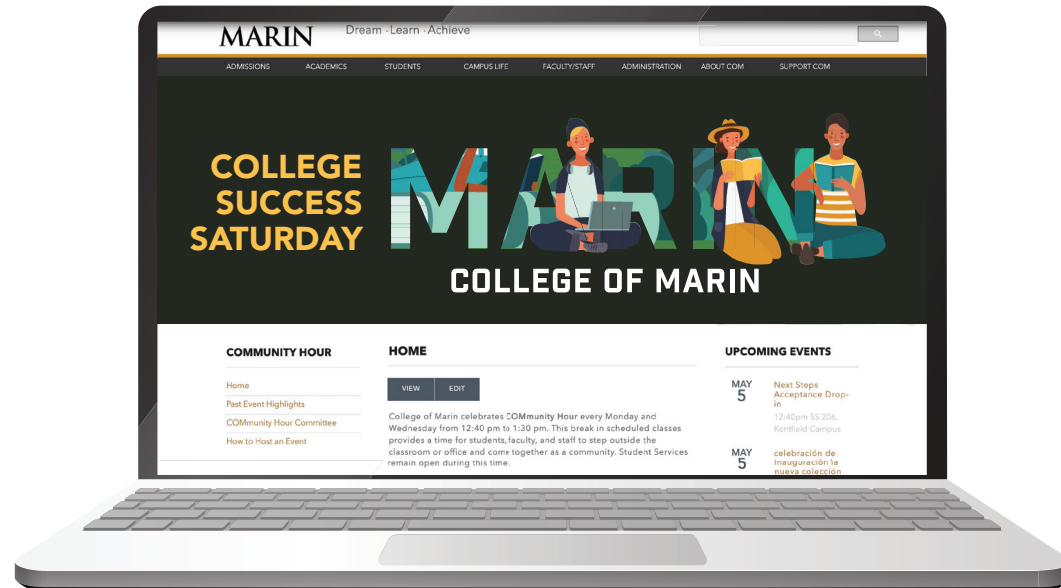 MARIN
Dream · Learn · Achieve
ADMISSIONS ACADEMICS STUDENTS CAMPUS LIFE FACULTY/STAFF ADMINISTRATION ABOUT COM SUPPORT COM
COLLEGE
SUCCESS
SATURDAY
MARIN
COLLEGE OF MARIN
COMMUNITY HOUR
Home
Past Event Highlights
COMmunity Hour Committee
How to Host an Event
HOME
VIEW EDIT
College of Marin celebrates COMmunity Hour every Monday and
Wednesday from 12:40 pm to 1:30 pm. This break in scheduled classes
provides a time for students, faculty, and staff to step outside the
classroom or office and come together as a community. Student Services
remain open during this time.
UPCOMING EVENTS
MAY
5
Next Steps
Acceptance Drop-
in
12:40pm SS 206,
Kentfield Campus
MAY
5
celebración de
inauguración la
nueva colección